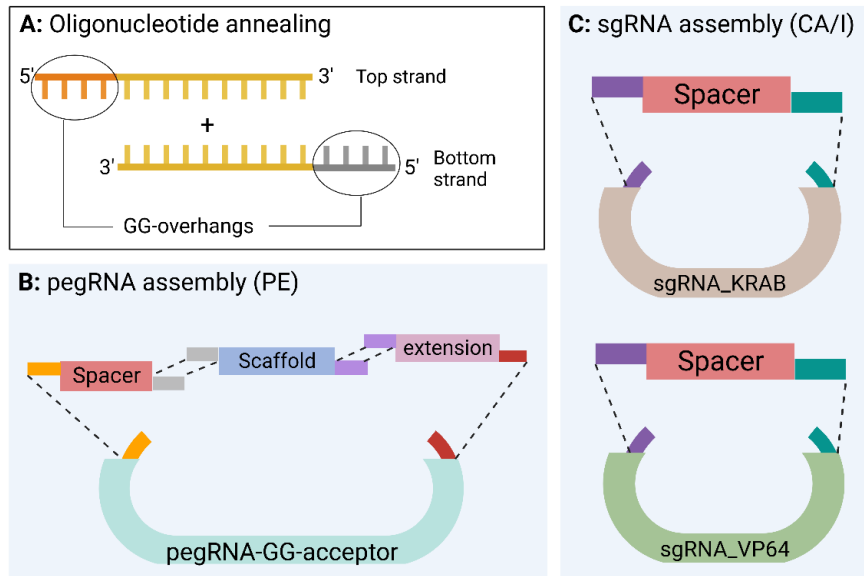 A: Oligonucleotide annealing
5'
3'
Top strand
+
3'
5'
Bottom
strand
GG-overhangs
B: pegRNA assembly (PE)
Spacer
Scaffold
extension
pegRNA-GG-acceptor
C: sgRNA assembly (CA/I)
Spacer
sgRNA_KRAB
Spacer
sgRNA_VP64